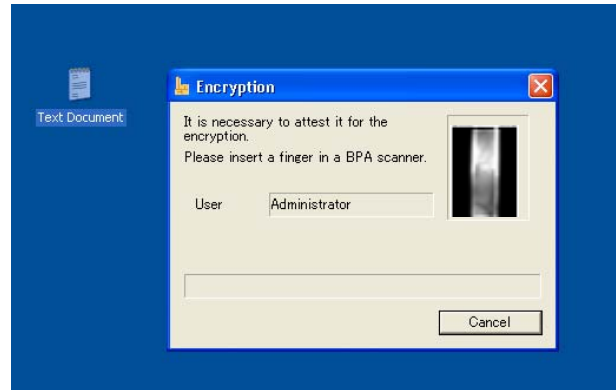 Text Document
Encryption
It is necessary to attest it for the
encryption.
Please insert a finger in a BPA scanner.
User
Administrator
Cancel